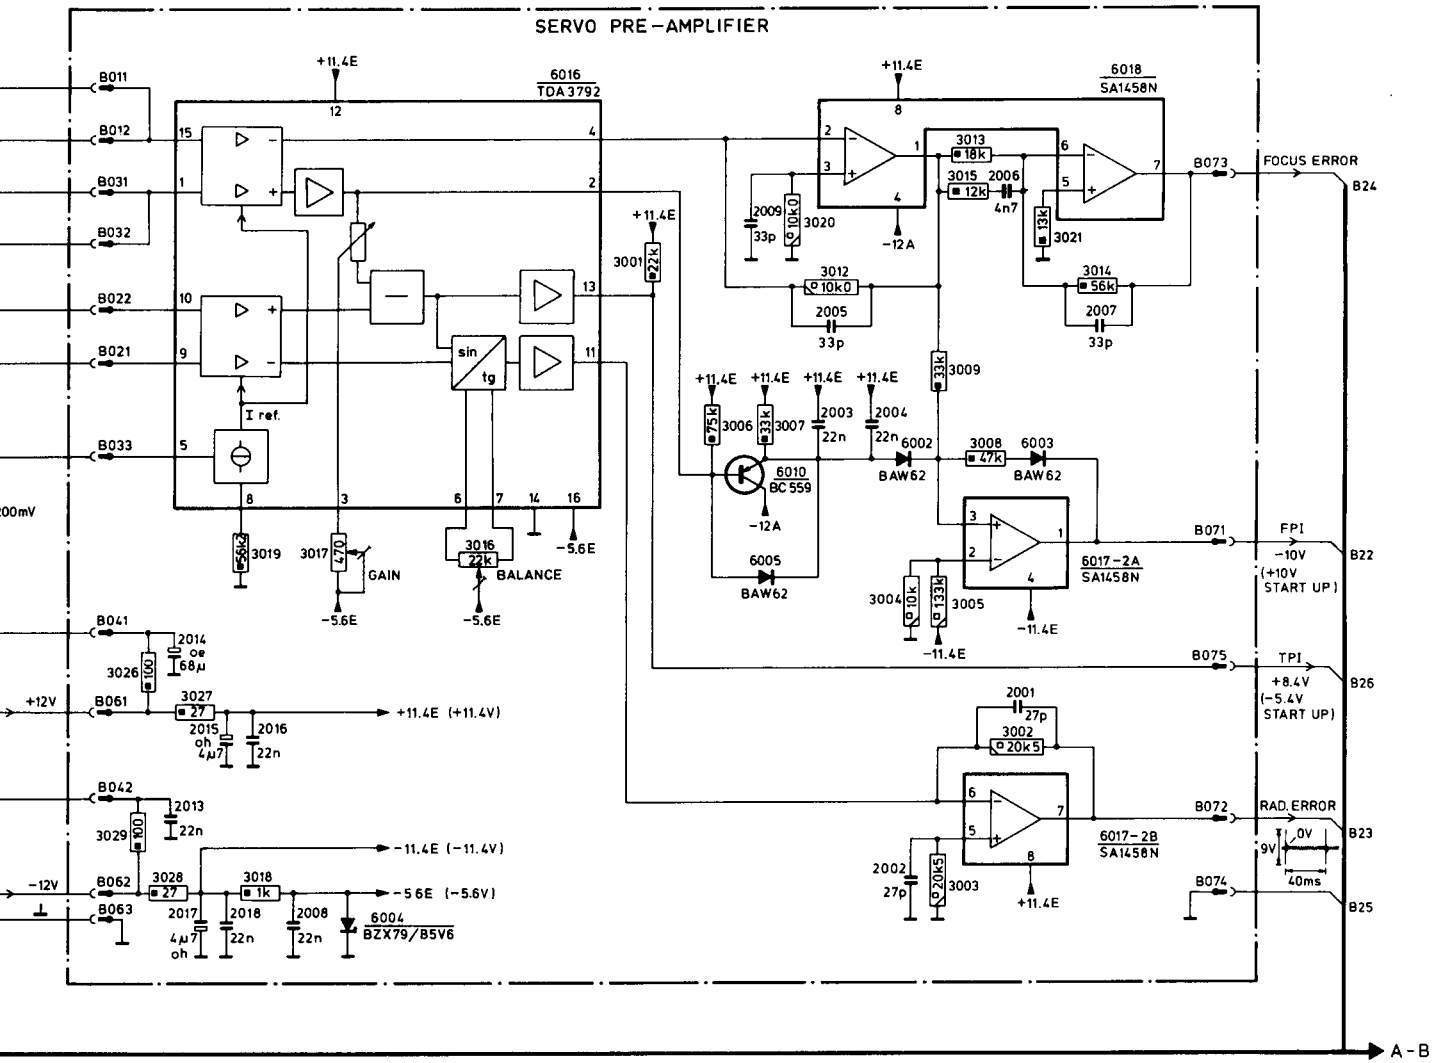 SERVO PRE-AMPLIFIER
B011
B012
B031
B032
B022
B021
B033
200mV
B041
+12V
B061
B042
-12V
B062
B063
+11.4E
12
6016
TDA3792
15
1
10
9
5
4
2
13
11
+
-
+
-
-
sin
tg
I ref.
8
3
6
7
14
16
56k2
3019
3017
470
GAIN
-5.6E
3016
22k
BALANCE
-5.6E
-5.6E
+11.4E
3001
22k
+11.4E
8
6018
SA1458N
2
-
3
+
1
4
-12A
2009
33p
10k0
3020
3013
18k
3015
12k
2006
4n7
6
-
5
+
7
13k
3021
3012
10k0
2005
33p
3014
56k
2007
33p
B073
FOCUS ERROR
B24
33k
3009
+11.4E
+11.4E
+11.4E
+11.4E
75k
3006
33k
3007
2003
22n
2004
22n
6002
BAW62
3008
47k
6003
BAW62
6010
BC559
-12A
6005
BAW62
3
+
2
-
1
4
6017-2A
SA1458N
-11.4E
3004
10k
133k
3005
-11.4E
B071
FPI
-10V
(+10V
START UP)
B22
B075
TPI
+8.4V
(-5.4V
START UP)
B26
3026
100
2014
oe
68µ
3027
27
2015
oh
4µ7
2016
22n
+11.4E (+11.4V)
2001
27p
3002
20k5
6
-
5
+
7
8
+11.4E
6017-2B
SA1458N
2002
27p
20k5
3003
B072
RAD. ERROR
B23
9V
0V
40ms
B074
B25
3029
100
2013
22n
-11.4E (-11.4V)
3028
27
3018
1k
-5.6E (-5.6V)
2017
4µ7
oh
2018
22n
2008
22n
6004
BZX79/B5V6
A-B